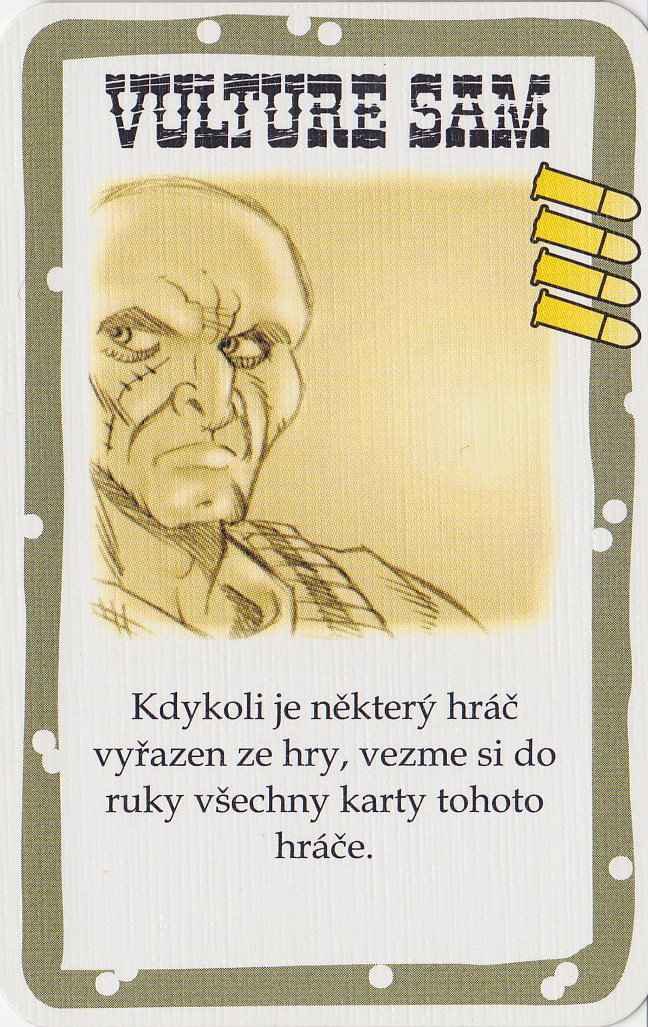 VULTURE SAM
Kdykoli je některý hráč
vyřazen ze hry, vezme si do
ruky všechny karty tohoto
hráče.